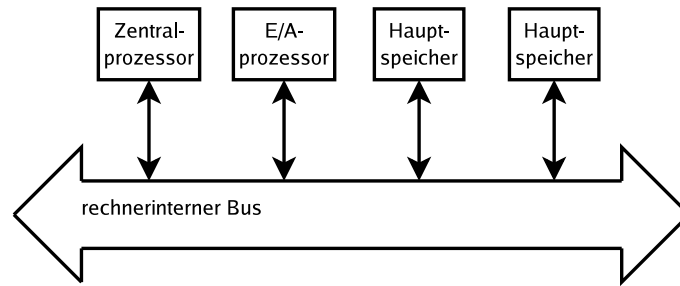 Zentral-
prozessor
E/A-
prozessor
Haupt-
speicher
Haupt-
speicher
rechnerinterner Bus